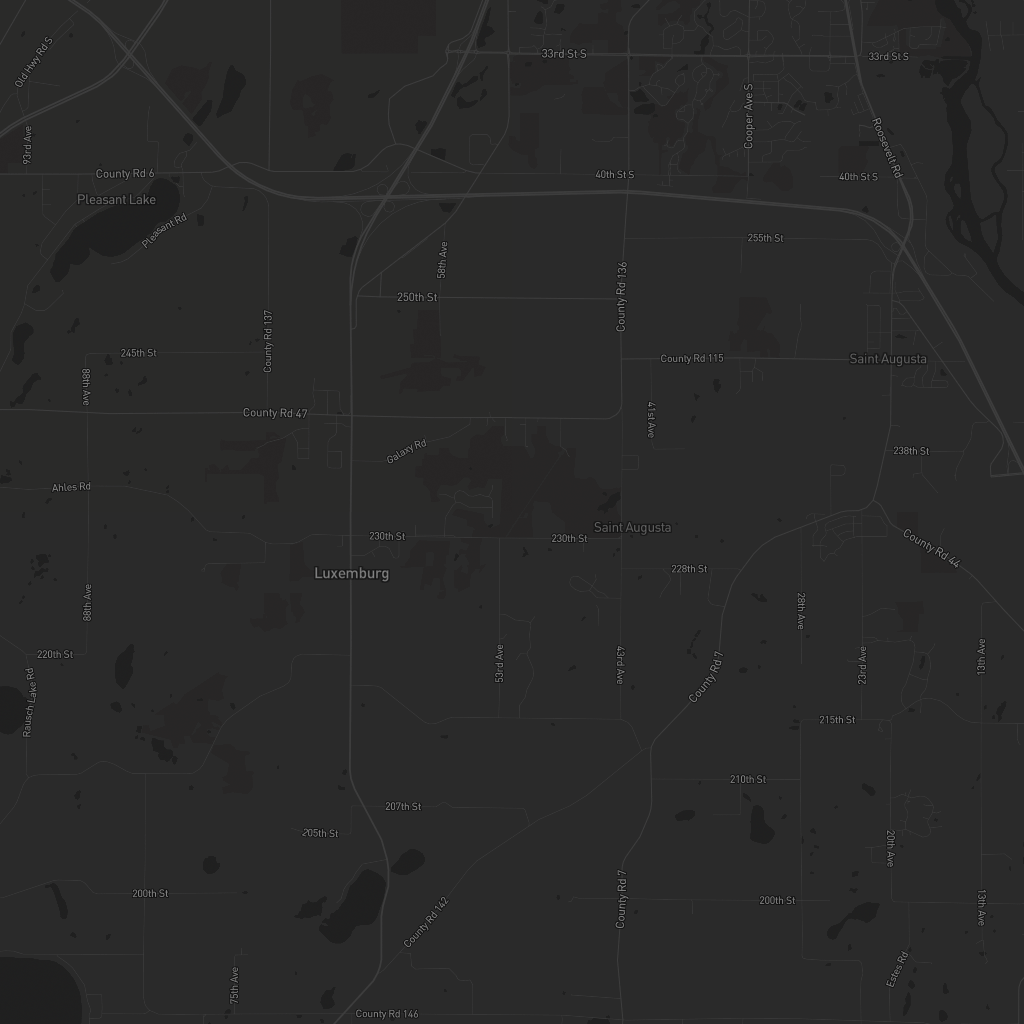 Old Hwy Rd S
33rd St S
33rd St S
Cooper Ave S
93rd Ave
Roosevelt Rd
County Rd 6
40th St S
40th St S
Pleasant Lake
Pleasant Rd
58th Ave
255th St
County Rd 136
250th St
County Rd 137
245th St
County Rd 115
Saint Augusta
88th Ave
County Rd 47
41st Ave
Galaxy Rd
238th St
Ahles Rd
Saint Augusta
230th St
230th St
County Rd 44
Luxemburg
228th St
88th Ave
28th Ave
220th St
53rd Ave
43rd Ave
County Rd 7
23rd Ave
13th Ave
Rausch Lake Rd
215th St
210th St
207th St
205th St
20th Ave
200th St
County Rd 7
200th St
13th Ave
County Rd 142
75th Ave
Estes Rd
County Rd 146